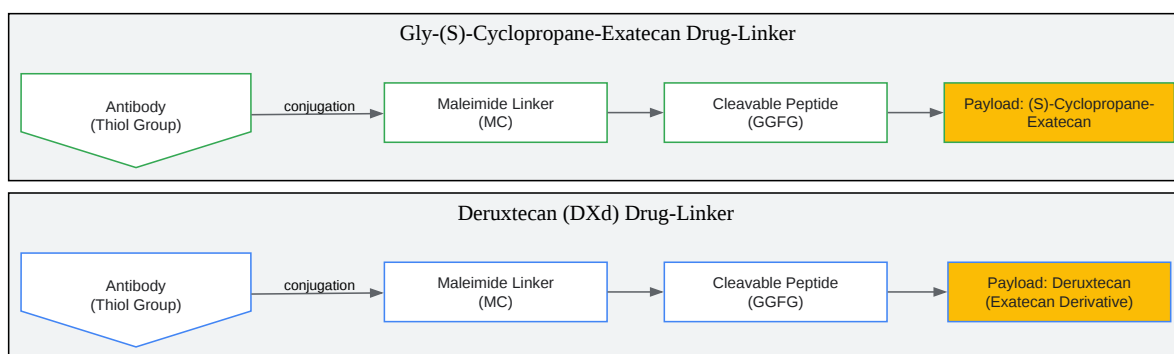 Gly-(S)-Cyclopropane-Exatecan Drug-Linker
Antibody
(Thiol Group)
conjugation
Maleimide Linker
(MC)
Cleavable Peptide
(GGFG)
Payload: (S)-Cyclopropane-
Exatecan
Deruxtecan (DXd) Drug-Linker
Antibody
(Thiol Group)
conjugation
Maleimide Linker
(MC)
Cleavable Peptide
(GGFG)
Payload: Deruxtecan
(Exatecan Derivative)